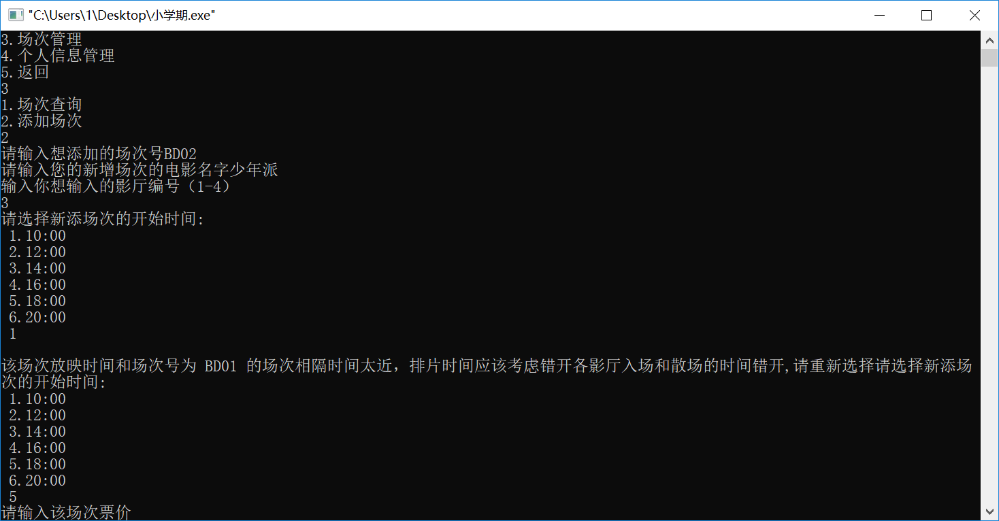 "C:\Users\1\Desktop\小学期.exe"
3.场次管理
4.个人信息管理
5.返回
3
1.场次查询
2.添加场次
2
请输入想添加的场次号BD02
请输入您的新增场次的电影名字少年派
输入你想输入的影厅编号（1-4）
3
请选择新添场次的开始时间:
1.10:00
2.12:00
3.14:00
4.16:00
5.18:00
6.20:00
1
该场次放映时间和场次号为 BD01 的场次相隔时间太近，排片时间应该考虑错开各影厅入场和散场的时间错开,请重新选择请选择新添场
次的开始时间:
1.10:00
2.12:00
3.14:00
4.16:00
5.18:00
6.20:00
5
请输入该场次票价